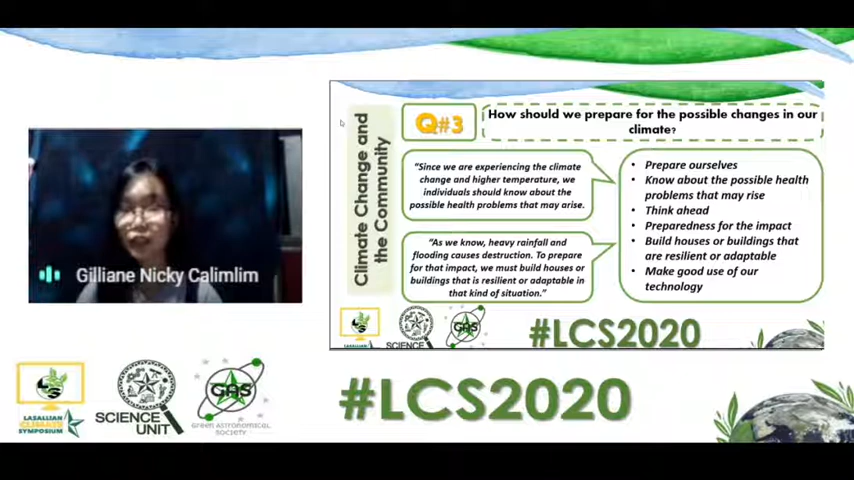 Climate Change and
the Community
Q#3
How should we prepare for the possible changes in our
climate?
"Since we are experiencing the climate
change and higher temperature, we
individuals should know about the
possible health problems that may arise.
"As we know, heavy rainfall and
flooding causes destruction. To prepare
for that impact, we must build houses or
buildings that is resilient or adaptable in
that kind of situation."
• Prepare ourselves
• Know about the possible health
problems that may rise
• Think ahead
• Preparedness for the impact
• Build houses or buildings that
are resilient or adaptable
• Make good use of our
technology
SCIENCE
GAS
#LCS2020
Gilliane Nicky Calimlim
LASALLIAN
CLIMATE
SYMPOSIUM
SCIENCE
UNIT
GAS
GREEN ASTRONOMICAL
SOCIETY
#LCS2020